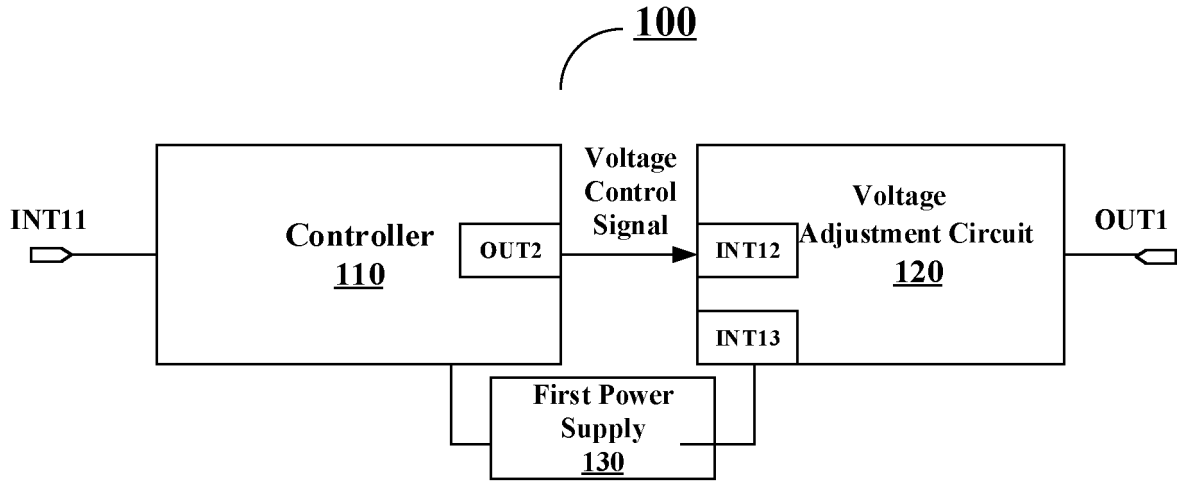 100
INT11
Controller
110
OUT2
Voltage
Control
Signal
INT12
INT13
Voltage
Adjustment Circuit
120
OUT1
First Power
Supply
130